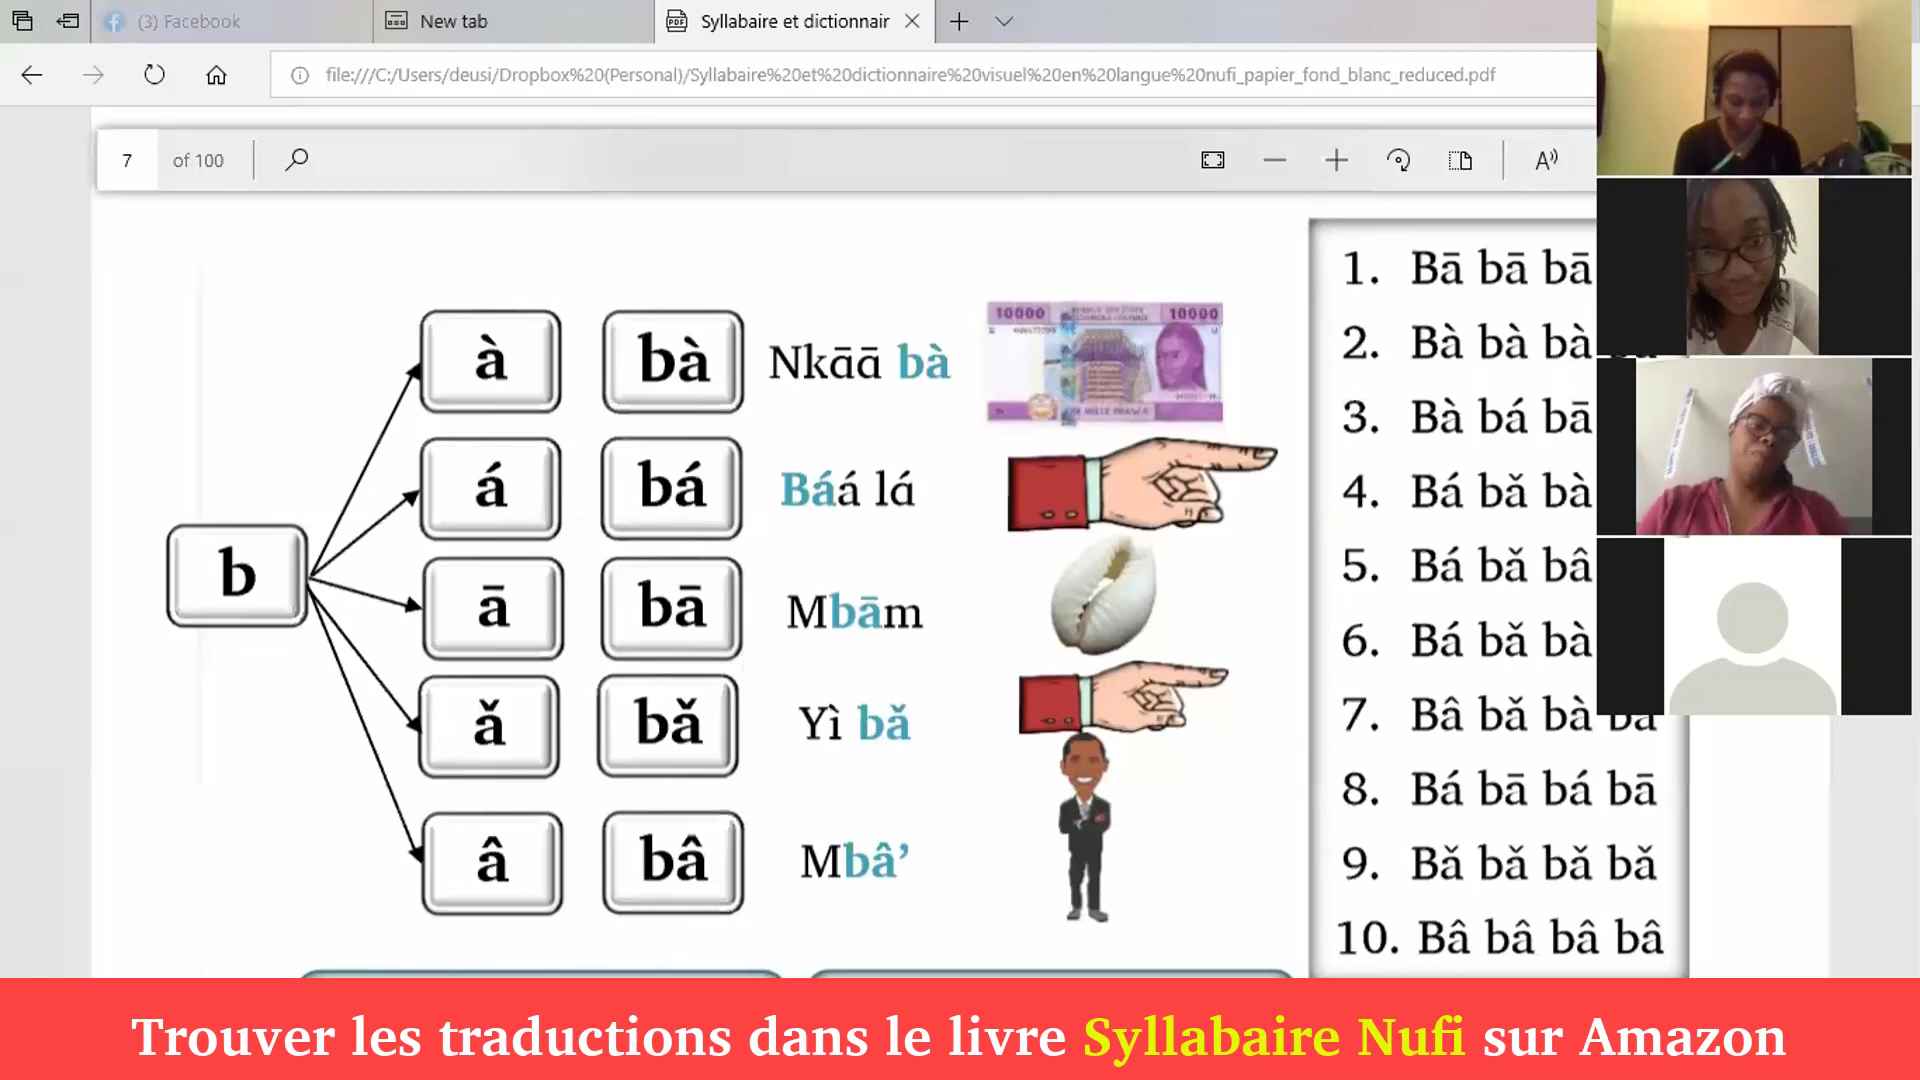 (3) Facebook
New tab
Syllabaire et dictionnair
file:///C:/Users/deusi/Dropbox%20(Personal)/Syllabaire%20et%20dictionnaire%20visuel%20en%20langue%20nufi_papier_fond_blanc_reduced.pdf
7 of 100
b
à bà Nkāā bà
10000 10000
á bá Báá lá
ā bā Mbām
ǎ bǎ Yì bǎ
â bâ Mbâ’
1. Bā bā bā
2. Bà bà bà
3. Bà bá bā
4. Bá bǎ bà
5. Bá bǎ bâ
6. Bá bǎ bà
7. Bâ bǎ bà
8. Bá bā bá bā
9. Bǎ bǎ bǎ bǎ
10. Bâ bâ bâ bâ
Trouver les traductions dans le livre Syllabaire Nufi sur Amazon